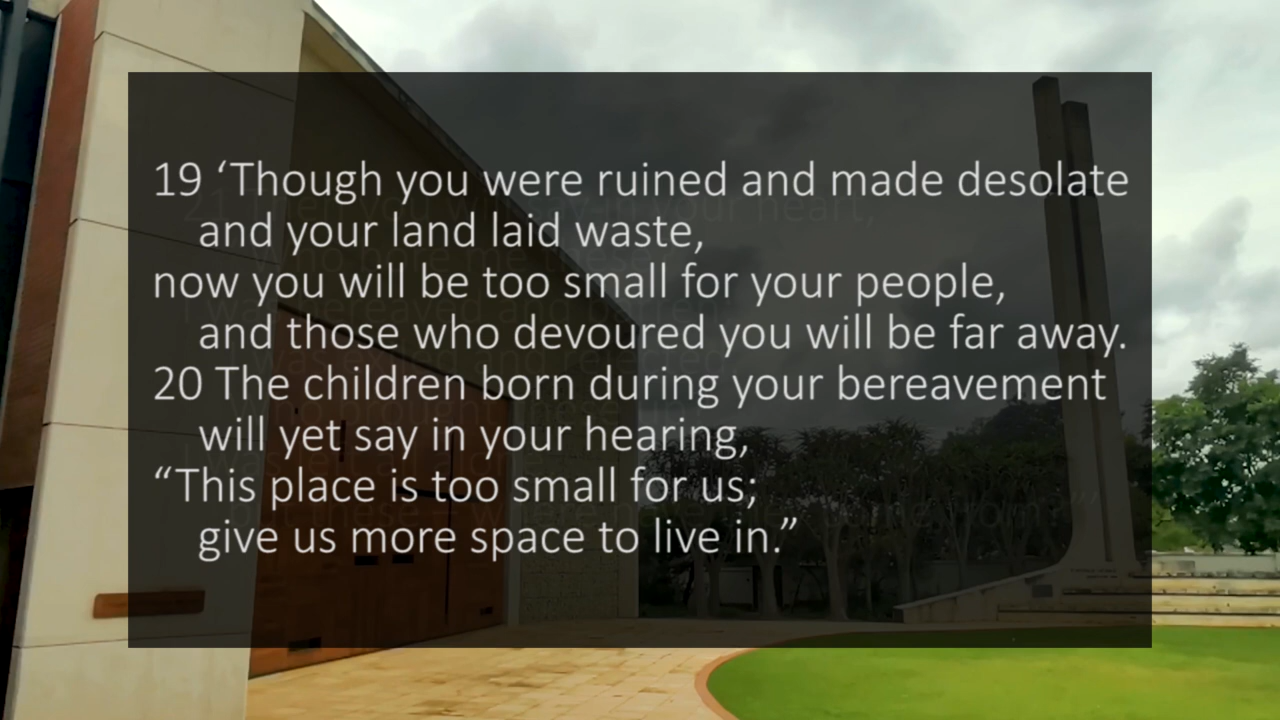 19 ‘Though you were ruined and made desolate
and your land laid waste,
now you will be too small for your people,
and those who devoured you will be far away.
20 The children born during your bereavement
will yet say in your hearing,
“This place is too small for us;
give us more space to live in.”